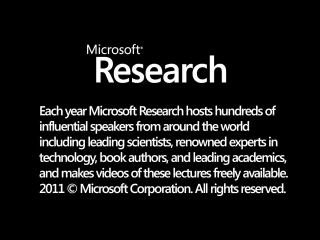 Microsoft®
Research
Each year Microsoft Research hosts hundreds of
influential speakers from around the world
including leading scientists, renowned experts in
technology, book authors, and leading academics,
and makes videos of these lectures freely available.
2011 © Microsoft Corporation. All rights reserved.